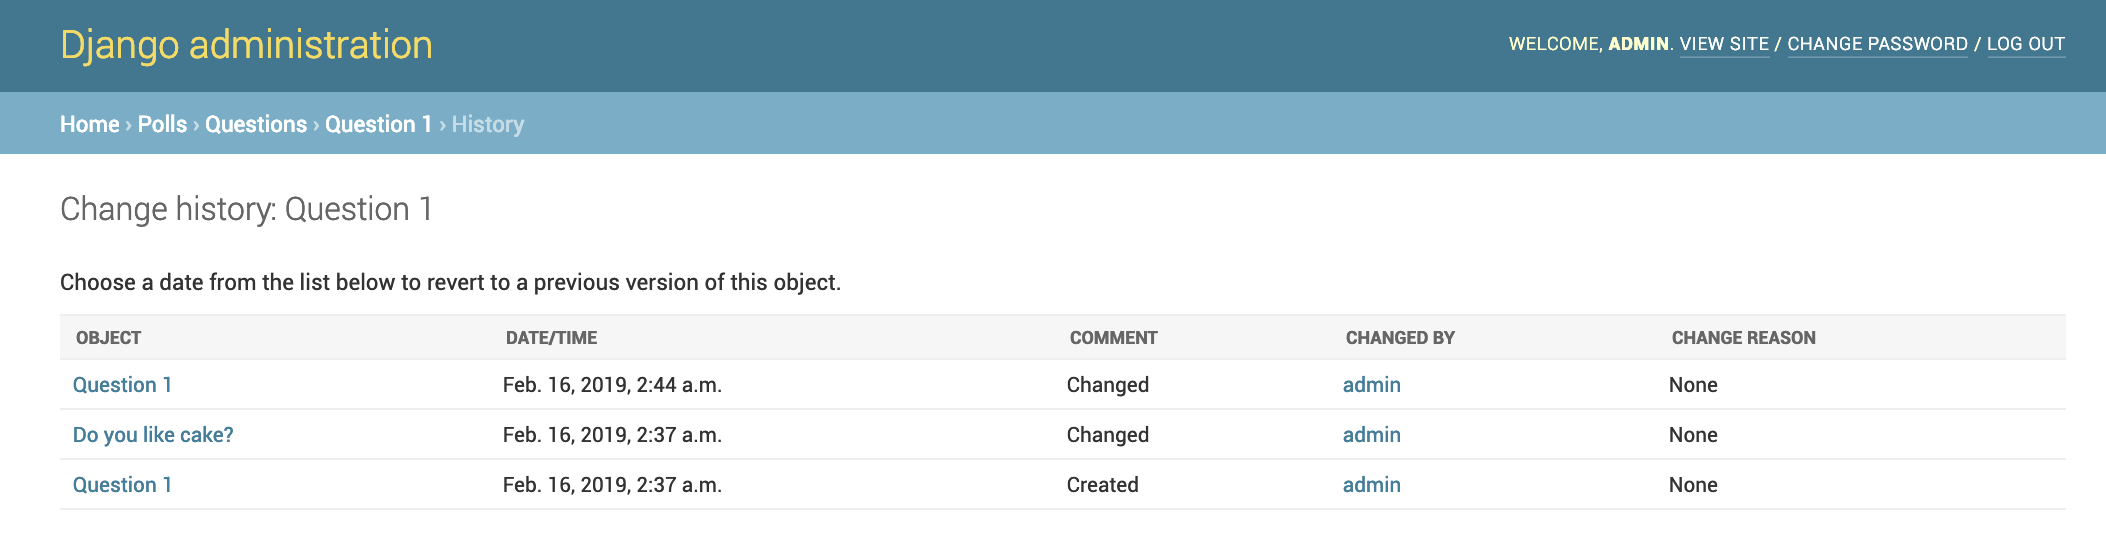 Django administration
WELCOME, ADMIN. VIEW SITE / CHANGE PASSWORD / LOG OUT
Home › Polls › Questions › Question 1 › History
Change history: Question 1
Choose a date from the list below to revert to a previous version of this object.
OBJECT DATE/TIME COMMENT CHANGED BY CHANGE REASON
Question 1 Feb. 16, 2019, 2:44 a.m. Changed admin None
Do you like cake? Feb. 16, 2019, 2:37 a.m. Changed admin None
Question 1 Feb. 16, 2019, 2:37 a.m. Created admin None